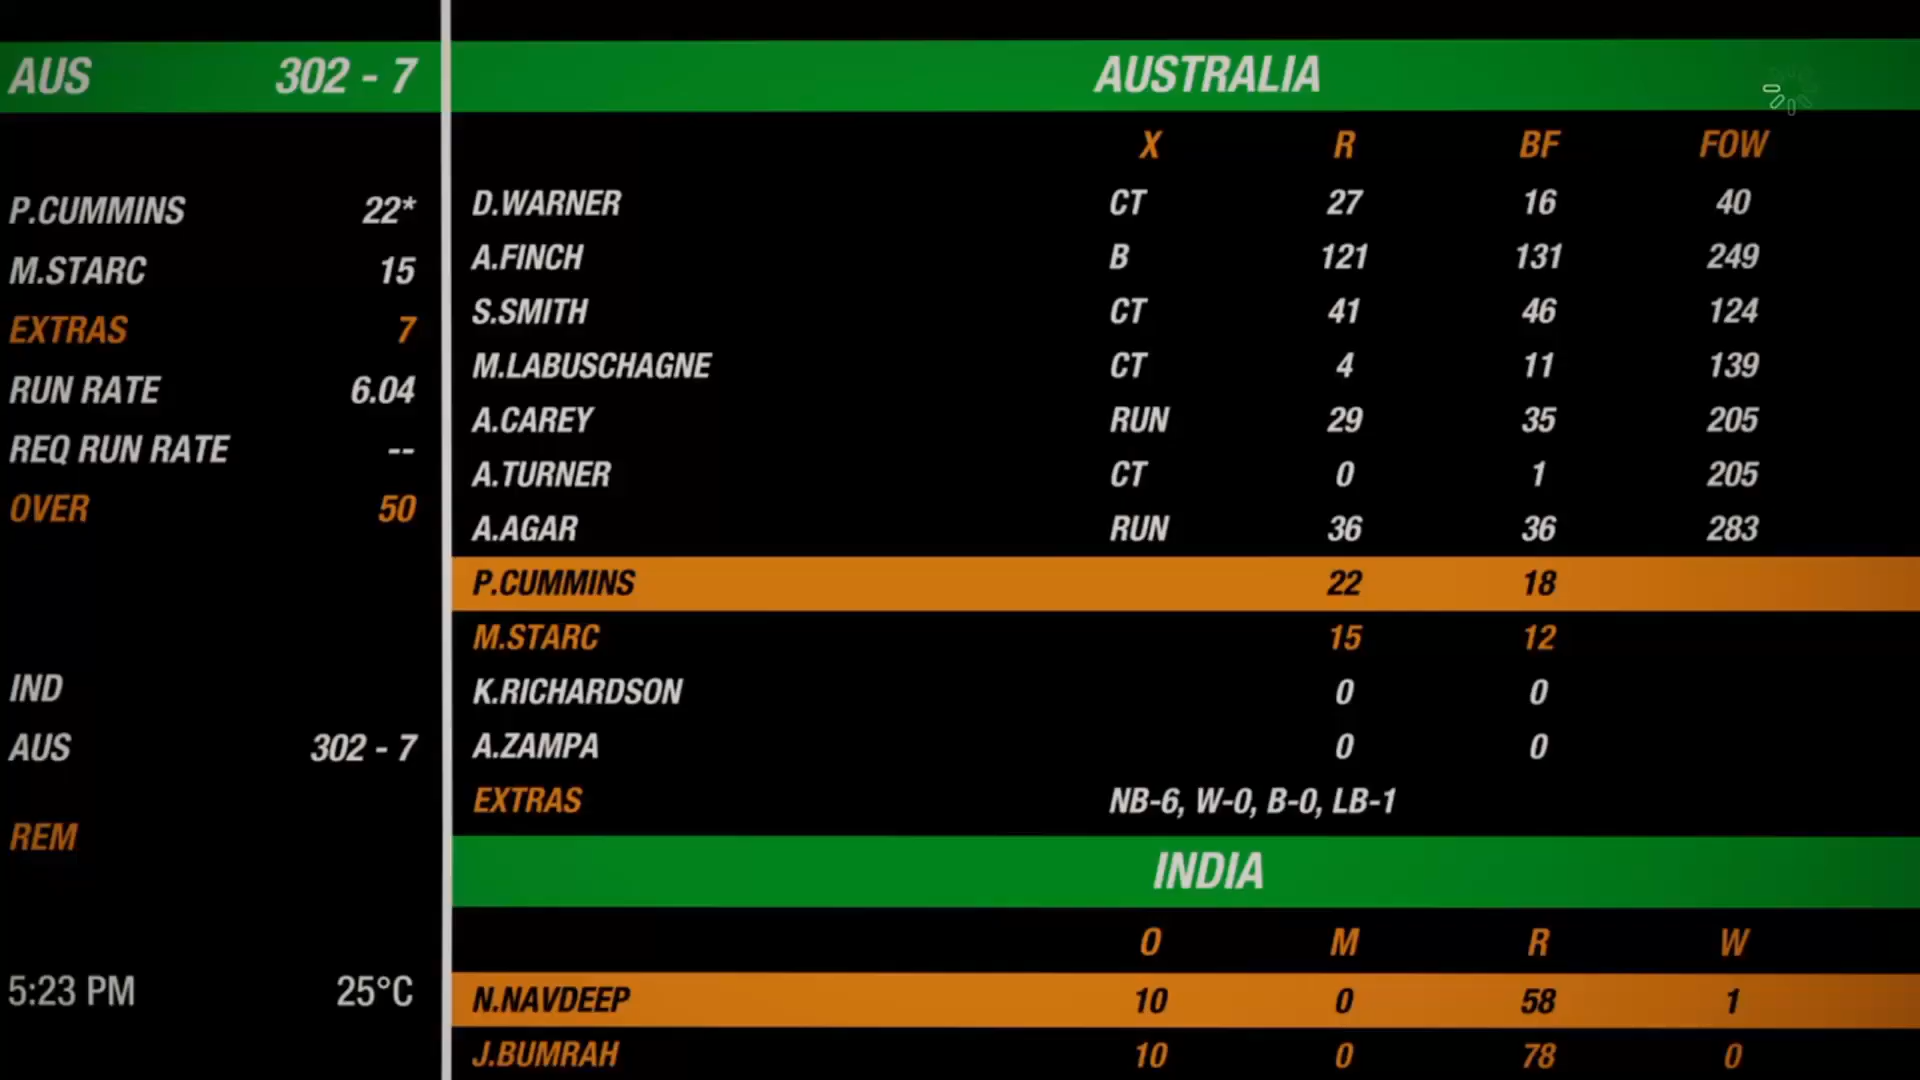 AUS 302 - 7
P.CUMMINS 22*
M.STARC 15
EXTRAS 7
RUN RATE 6.04
REQ RUN RATE --
OVER 50
IND
AUS 302 - 7
REM
5:23 PM 25°C
AUSTRALIA
X R BF FOW
D.WARNER CT 27 16 40
A.FINCH B 121 131 249
S.SMITH CT 41 46 124
M.LABUSCHAGNE CT 4 11 139
A.CAREY RUN 29 35 205
A.TURNER CT 0 1 205
A.AGAR RUN 36 36 283
P.CUMMINS 22 18
M.STARC 15 12
K.RICHARDSON 0 0
A.ZAMPA 0 0
EXTRAS NB-6, W-0, B-0, LB-1
INDIA
O M R W
N.NAVDEEP 10 0 58 1
J.BUMRAH 10 0 78 0